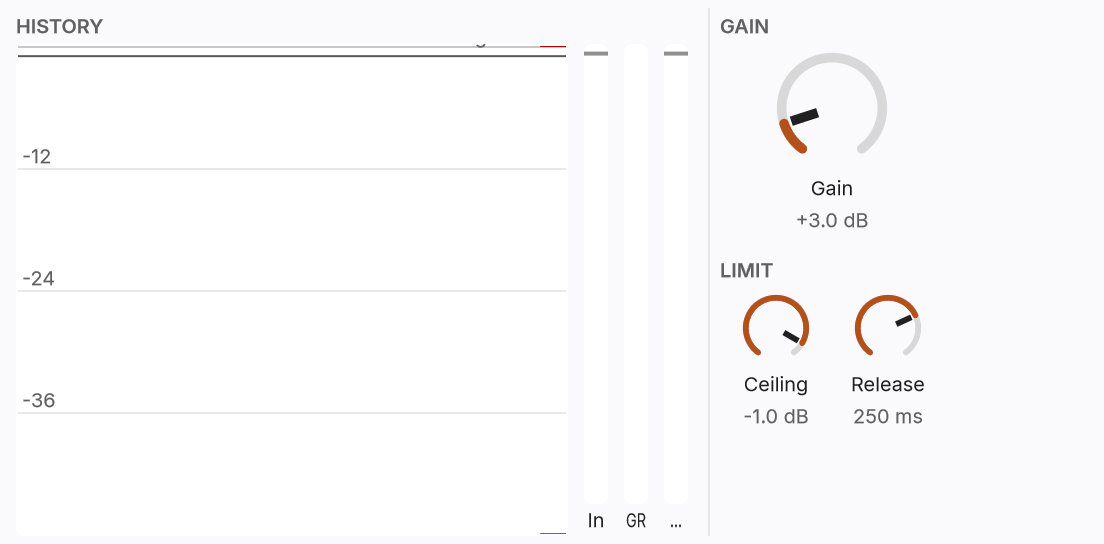 HISTORY
-12
-24
-36
In
GR
...
GAIN
Gain
+3.0 dB
LIMIT
Ceiling
-1.0 dB
Release
250 ms